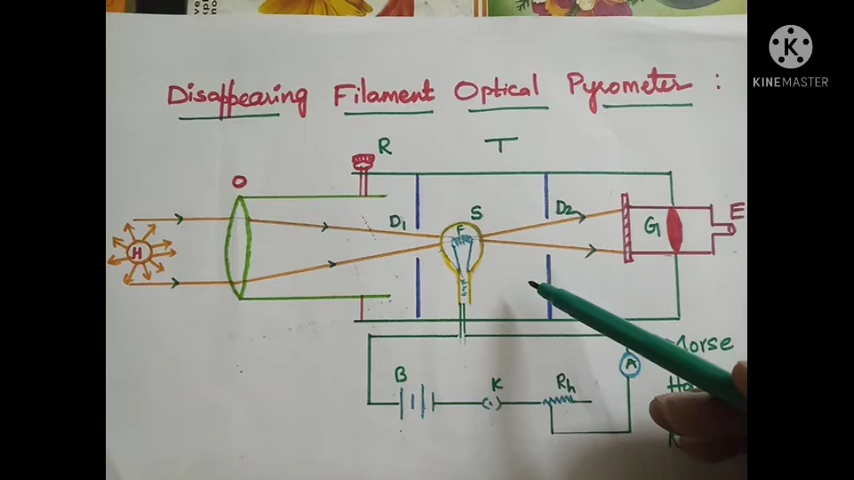 Disappearing Filament Optical Pyrometer :
R
T
O
D1
S
D2
F
G
E
H
B
K
Rh
A
Morse
K
KINEMASTER